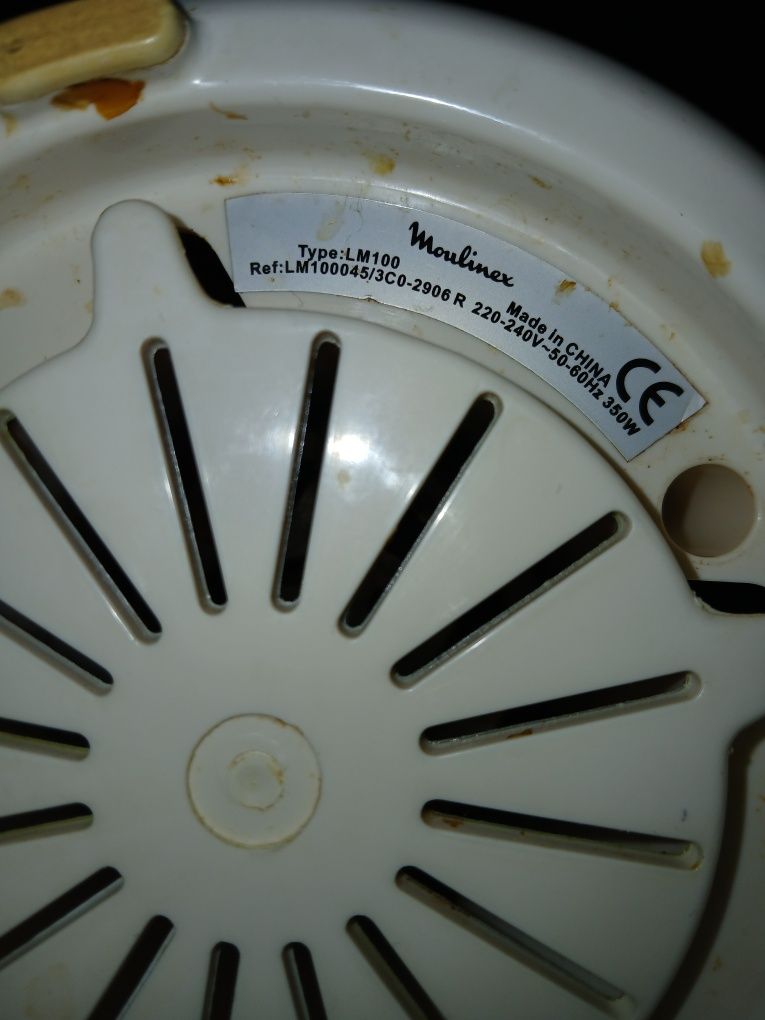 Moulinex
Type:LM100
Ref:LM100045/3C0-2906 R 220-240V~50-60Hz 350W
Made in CHINA
CE